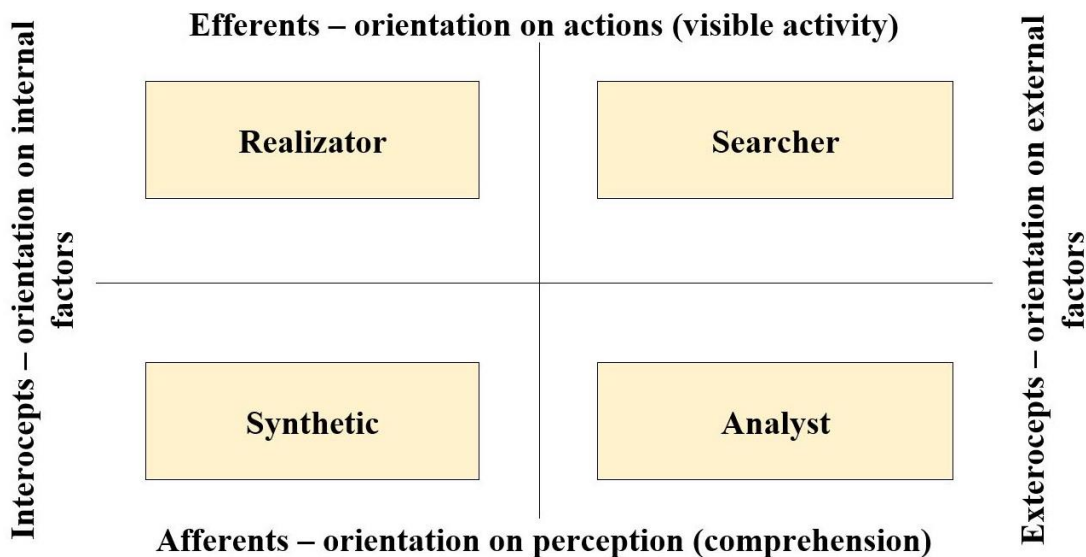 Efferents – orientation on actions (visible activity)
Interocepts – orientation on internal
factors
Realizator
Searcher
Exterocepts – orientation on external
factors
Synthetic
Analyst
Afferents – orientation on perception (comprehension)